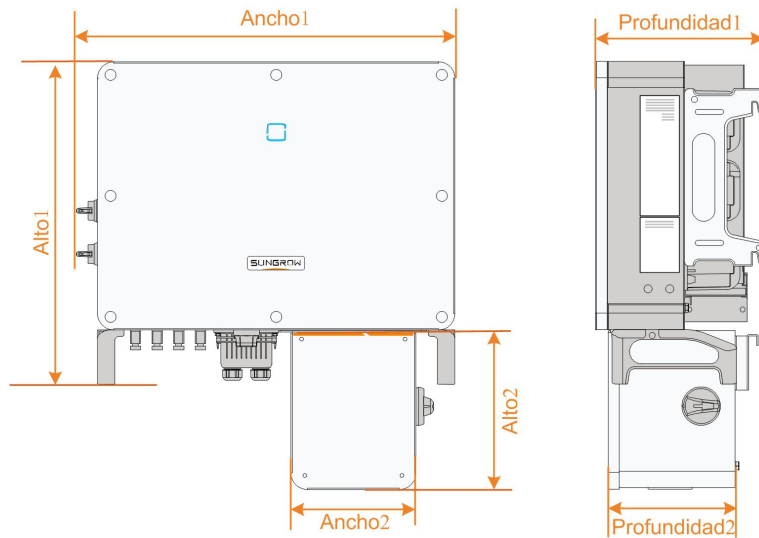 Ancho1
Profundidad1
Alto1
SUNGROW
Alto2
Ancho2
Profundidad2